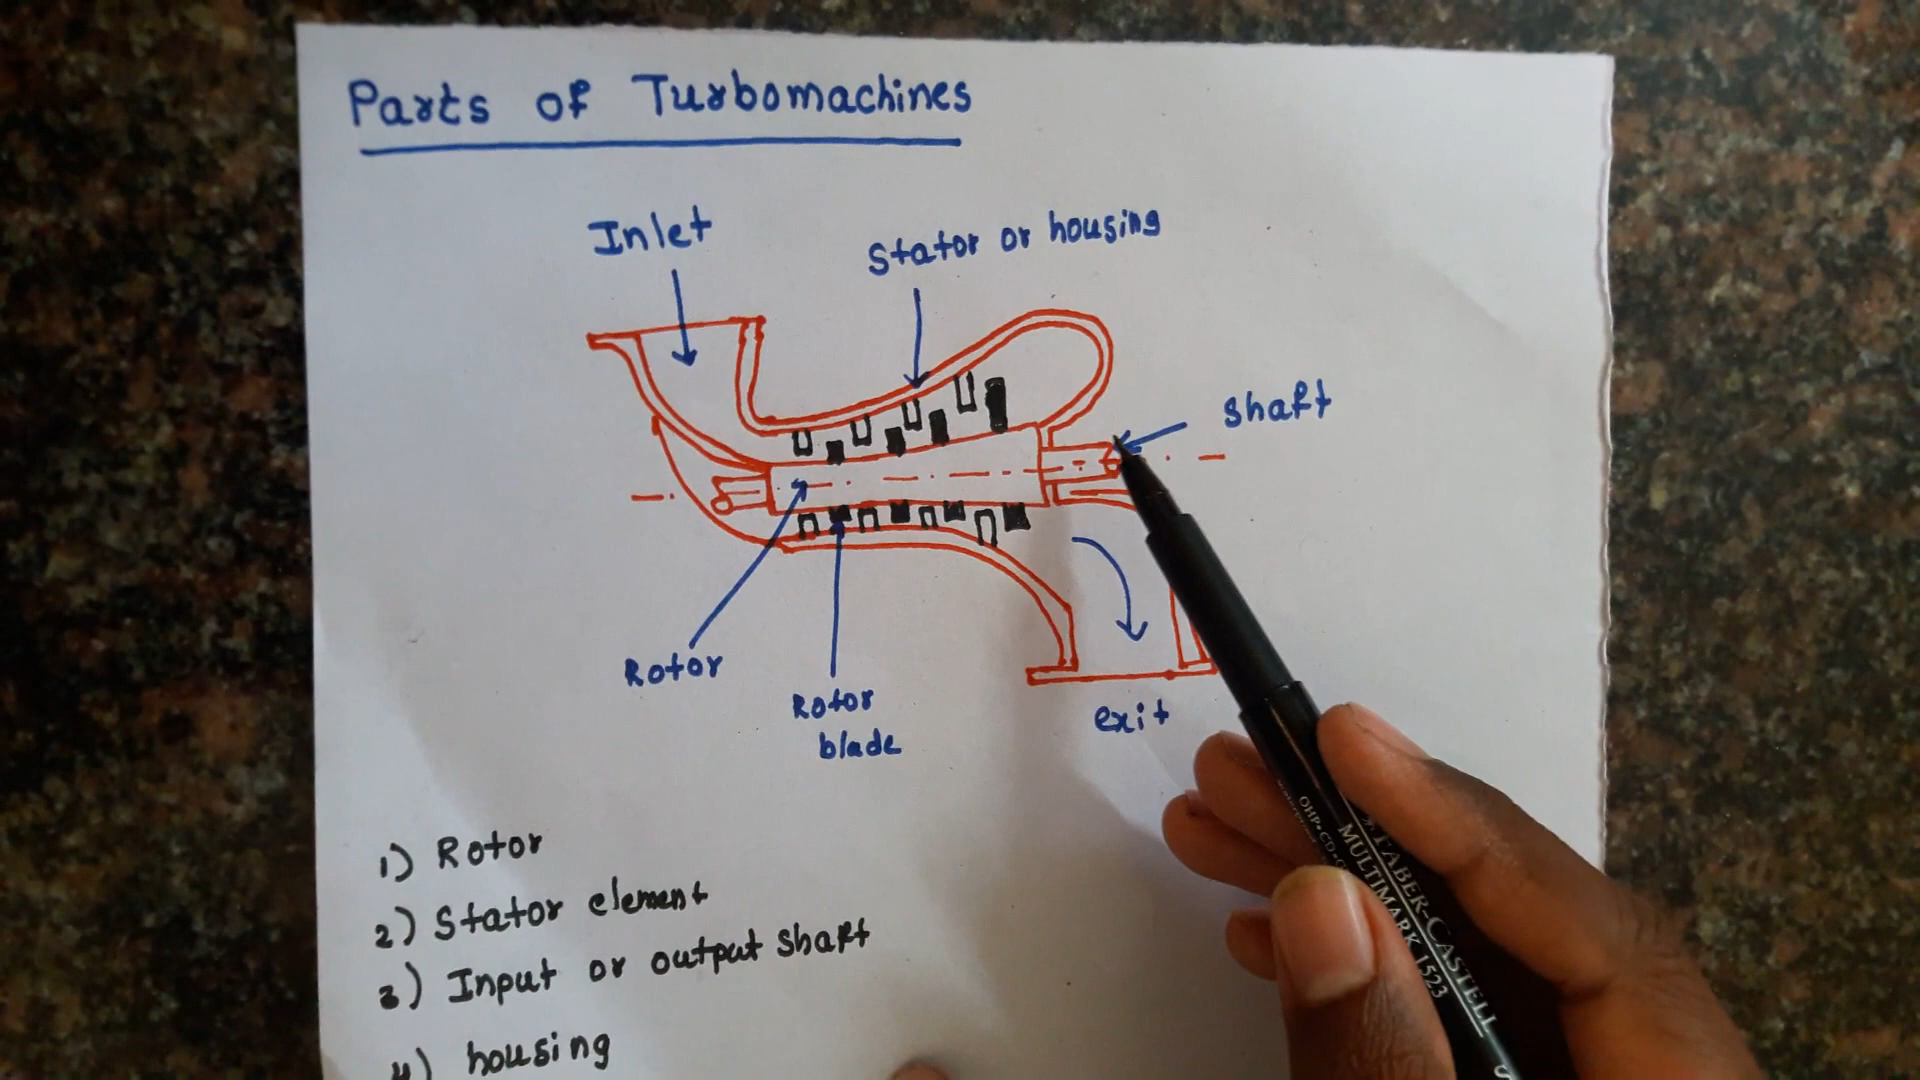 Parts of Turbomachines
Inlet
Stator or housing
shaft
Rotor
Rotor
blade
exit
1) Rotor
2) Stator element
3) Input or output shaft
4) housing
FABER-CASTELL
MULTIMARK 1523